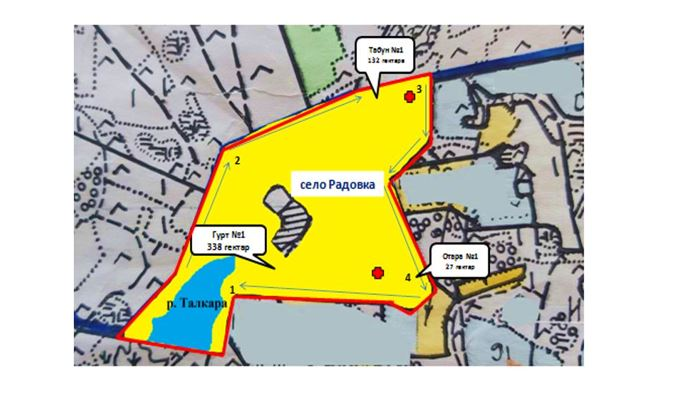 Табун №1
132 гектара
3
2
село Радовка
Гурт №1
338 гектар
Отара №1
27 гектар
4
1
р. Талкара